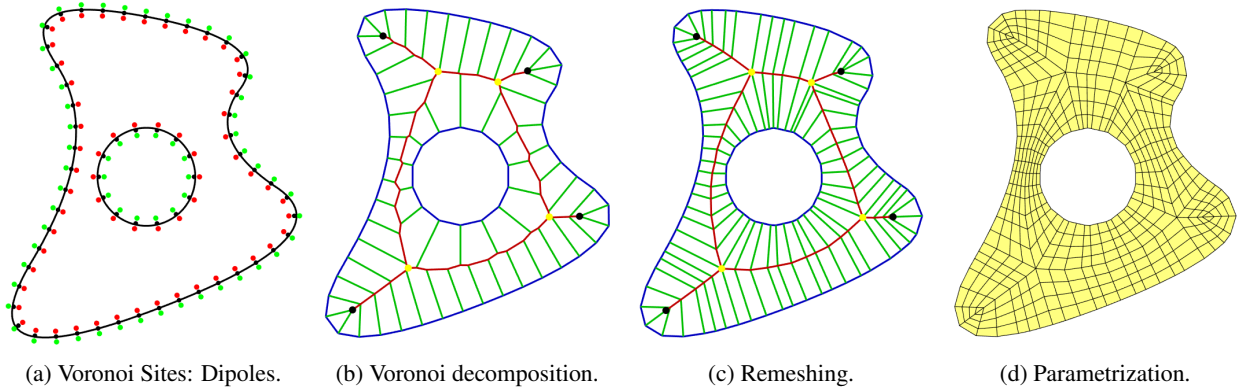 (a) Voronoi Sites: Dipoles.
(b) Voronoi decomposition.
(c) Remeshing.
(d) Parametrization.